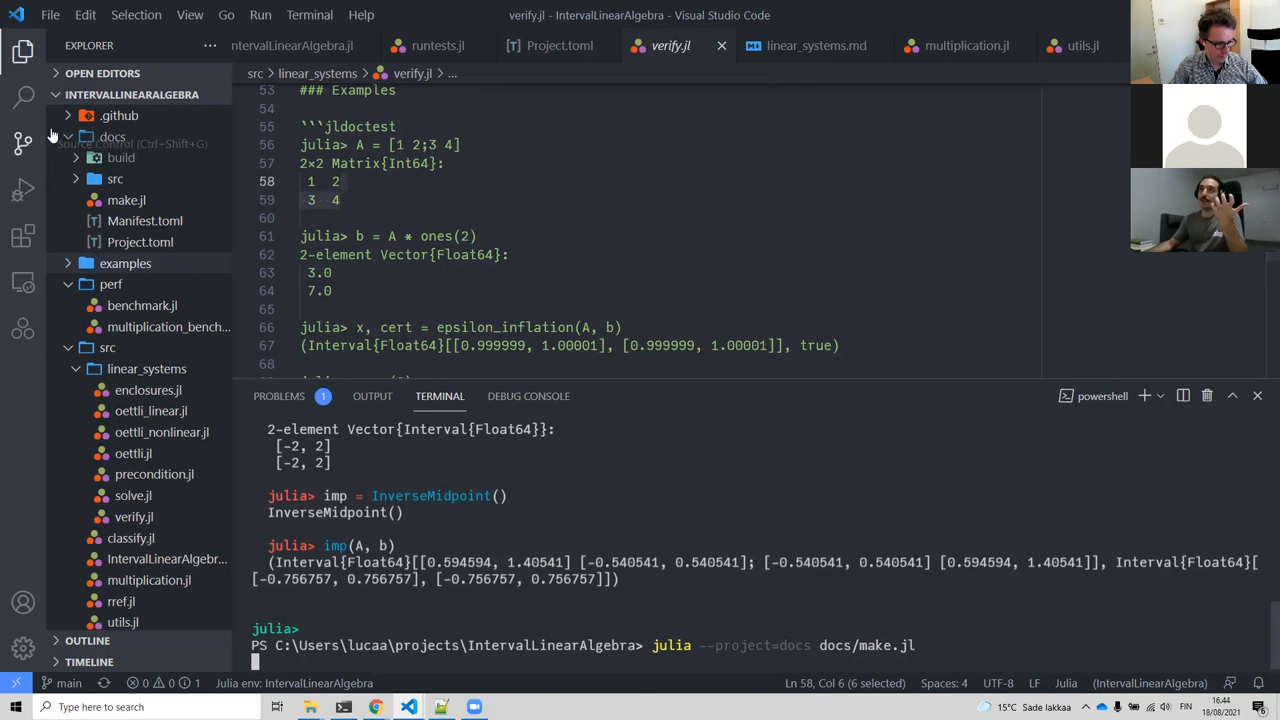 File Edit Selection View Go Run Terminal Help
verify.jl - IntervalLinearAlgebra - Visual Studio Code
EXPLORER
OPEN EDITORS
INTERVALLINEARALGEBRA
.github
docs
Source Control (Ctrl+Shift+G)
build
src
make.jl
Manifest.toml
Project.toml
examples
perf
benchmark.jl
multiplication_bench...
src
linear_systems
enclosures.jl
oettli_linear.jl
oettli_nonlinear.jl
oettli.jl
precondition.jl
solve.jl
verify.jl
classify.jl
IntervalLinearAlgebr...
multiplication.jl
rref.jl
utils.jl
OUTLINE
TIMELINE
ntervalLinearAlgebra.jl runtests.jl Project.toml verify.jl linear_systems.md multiplication.jl utils.jl
src > linear_systems > verify.jl > ...
53 ### Examples
54
55 ```jldoctest
56 julia> A = [1 2;3 4]
57 2×2 Matrix{Int64}:
58 1 2
59 3 4
60
61 julia> b = A * ones(2)
62 2-element Vector{Float64}:
63 3.0
64 7.0
65
66 julia> x, cert = epsilon_inflation(A, b)
67 (Interval{Float64}[[0.999999, 1.00001], [0.999999, 1.00001]], true)
68
PROBLEMS 1 OUTPUT TERMINAL DEBUG CONSOLE
powershell
2-element Vector{Interval{Float64}}:
[-2, 2]
[-2, 2]
julia> imp = InverseMidpoint()
InverseMidpoint()
julia> imp(A, b)
(Interval{Float64}[[0.594594, 1.40541] [-0.540541, 0.540541]; [-0.540541, 0.540541] [0.594594, 1.40541]], Interval{Float64}[
[-0.756757, 0.756757], [-0.756757, 0.756757]])
julia>
PS C:\Users\lucaa\projects\IntervalLinearAlgebra> julia --project=docs docs/make.jl
main 0 0 1 Julia env: IntervalLinearAlgebra
Ln 58, Col 6 (6 selected) Spaces: 4 UTF-8 LF Julia (IntervalLinearAlgebra)
Type here to search
15°C Sade lakkaa
FIN
16.44
18/08/2021
6